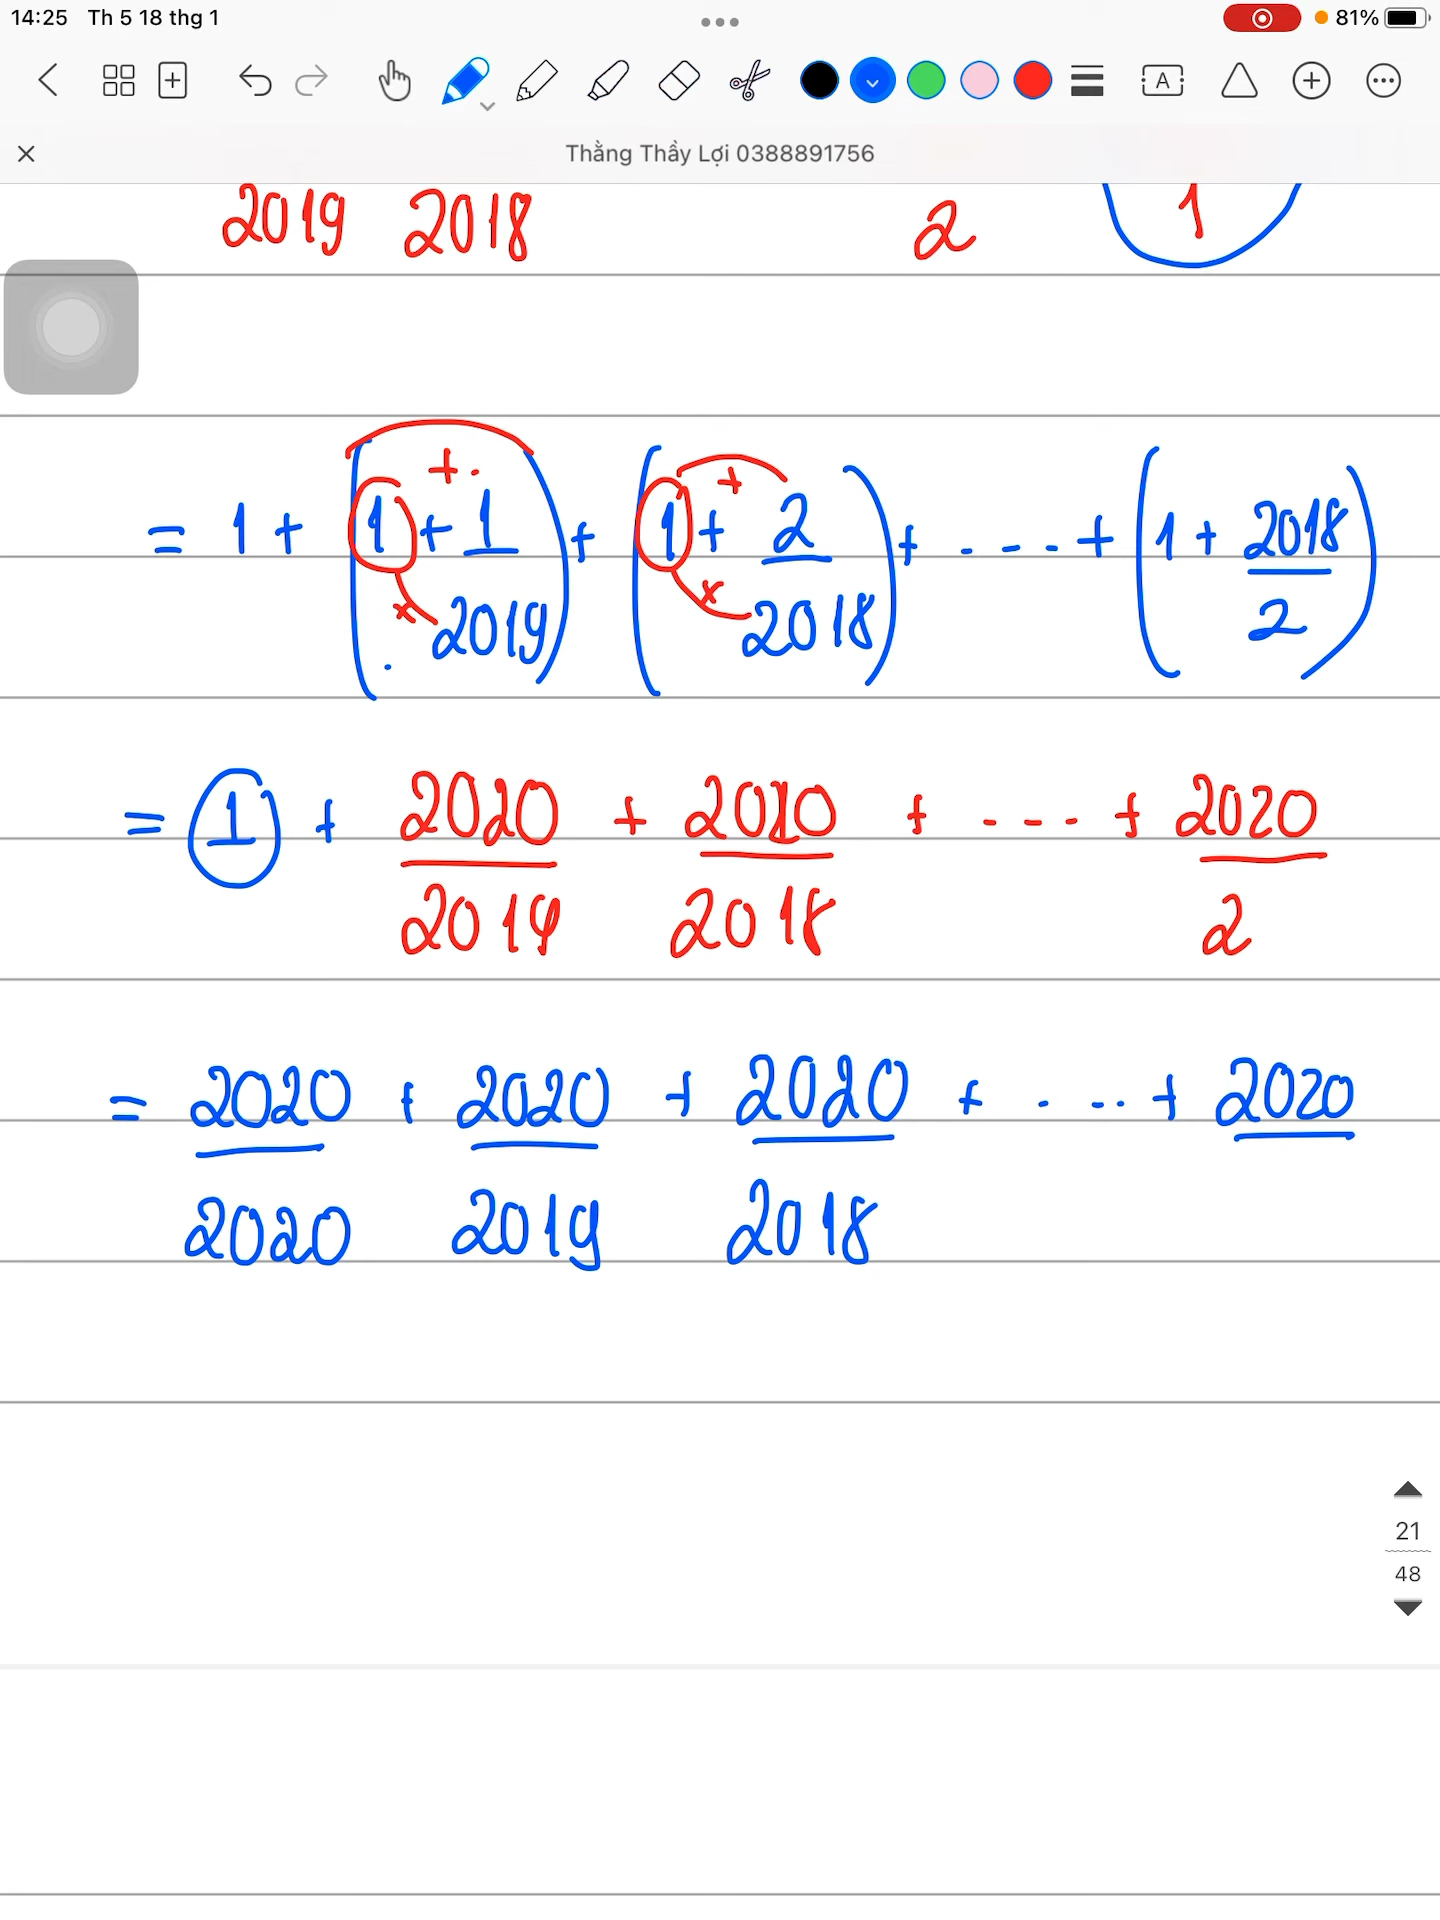 14:25 Th 5 18 thg 1 81%
A
Thằng Thầy Lợi 0388891756
2019 2018 2 1
+ . +
= 1 + (1 + 1/2019) + (1 + 2/2018) + .... + (1 + 2018/2)
x x
= 1 + 2020/2019 + 2020/2018 + .... + 2020/2
= 2020/2020 + 2020/2019 + 2020/2018 + .... + 2020
21
48